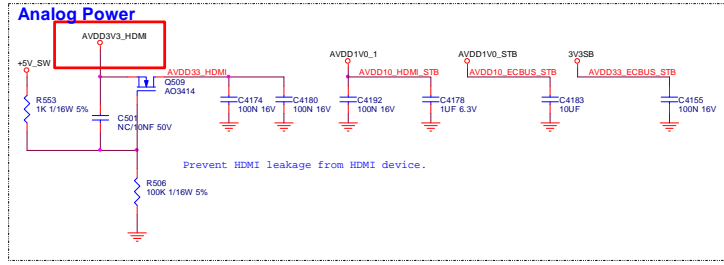 Analog Power
AVDD3V3_HDMI
+5V_SW
AVDD33_HDMI
Q509
AO3414
R553
1K 1/16W 5%
C501
NC/10NF 50V
C4174
100N 16V
C4180
100N 16V
AVDD1V0_1
AVDD10_HDMI_STB
C4192
100N 16V
C4178
1UF 6.3V
AVDD1V0_STB
AVDD10_ECBUS_STB
C4183
10UF
3V3SB
AVDD33_ECBUS_STB
C4155
100N 16V
Prevent HDMI leakage from HDMI device.
R506
100K 1/16W 5%